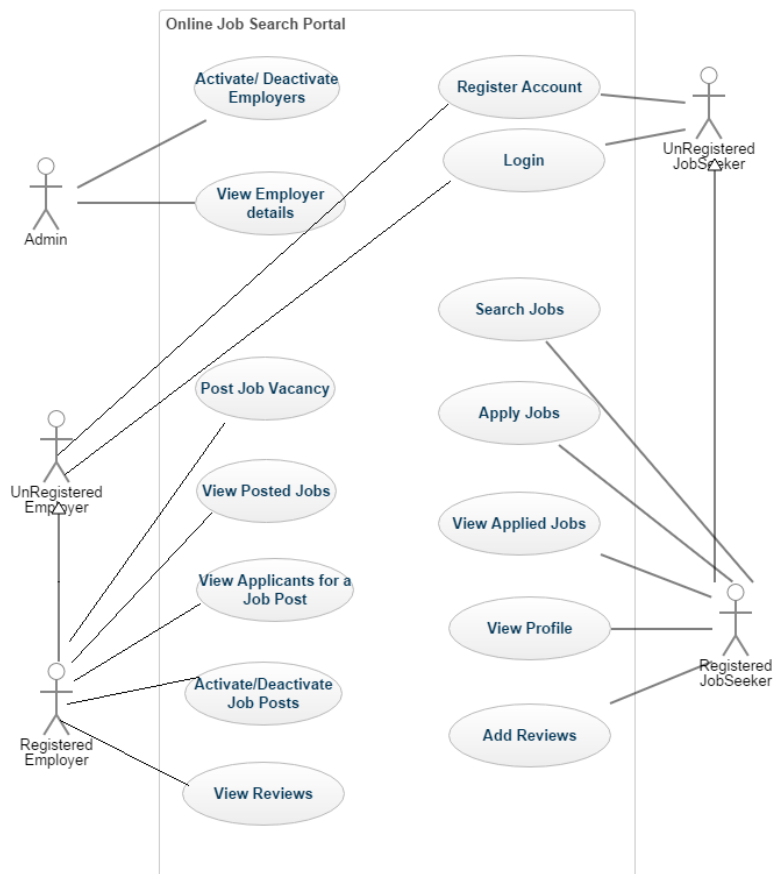 Online Job Search Portal
Activate/ Deactivate
Employers
Register Account
UnRegistered
JobSeeker
Login
View Employer
details
Admin
Search Jobs
Post Job Vacancy
Apply Jobs
UnRegistered
Employer
View Posted Jobs
View Applied Jobs
View Applicants for a
Job Post
View Profile
Registered
JobSeeker
Activate/Deactivate
Job Posts
Registered
Employer
Add Reviews
View Reviews